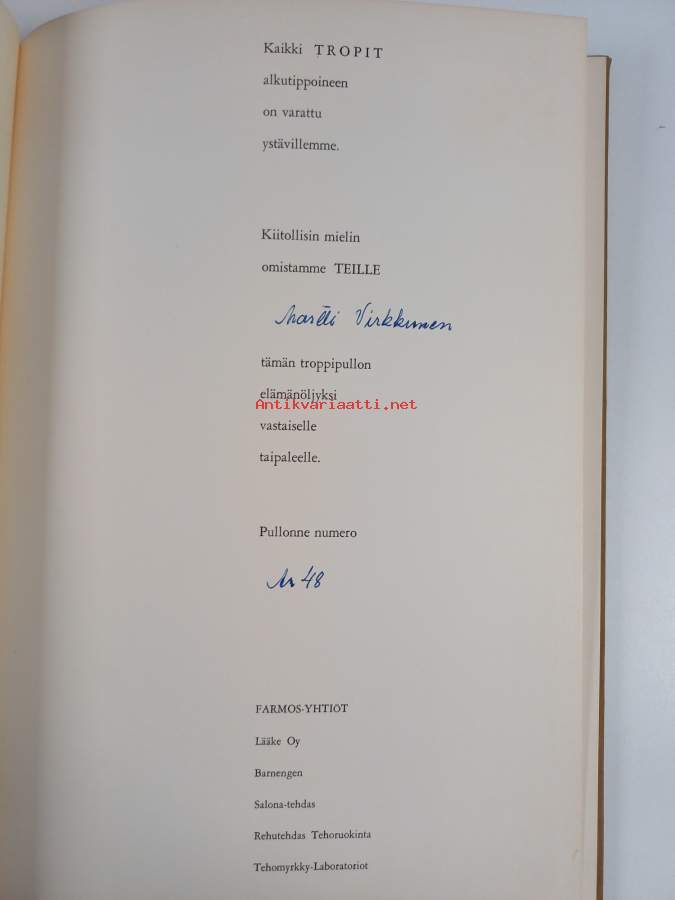 Kaikki TROPIT
alkutippoineen
on varattu
ystävillemme.
Kiitollisin mielin
omistamme TEILLE
Martti Virkkunen
tämän troppipullon
elämänöljyksi
Antikvariaatti.net
vastaiselle
taipaleelle.
Pullonne numero
Nr 48
FARMOS-YHTIÖT
Lääke Oy
Barnengen
Salona-tehdas
Rehutehdas Tehoruokinta
Tehomyrkky-Laboratoriot